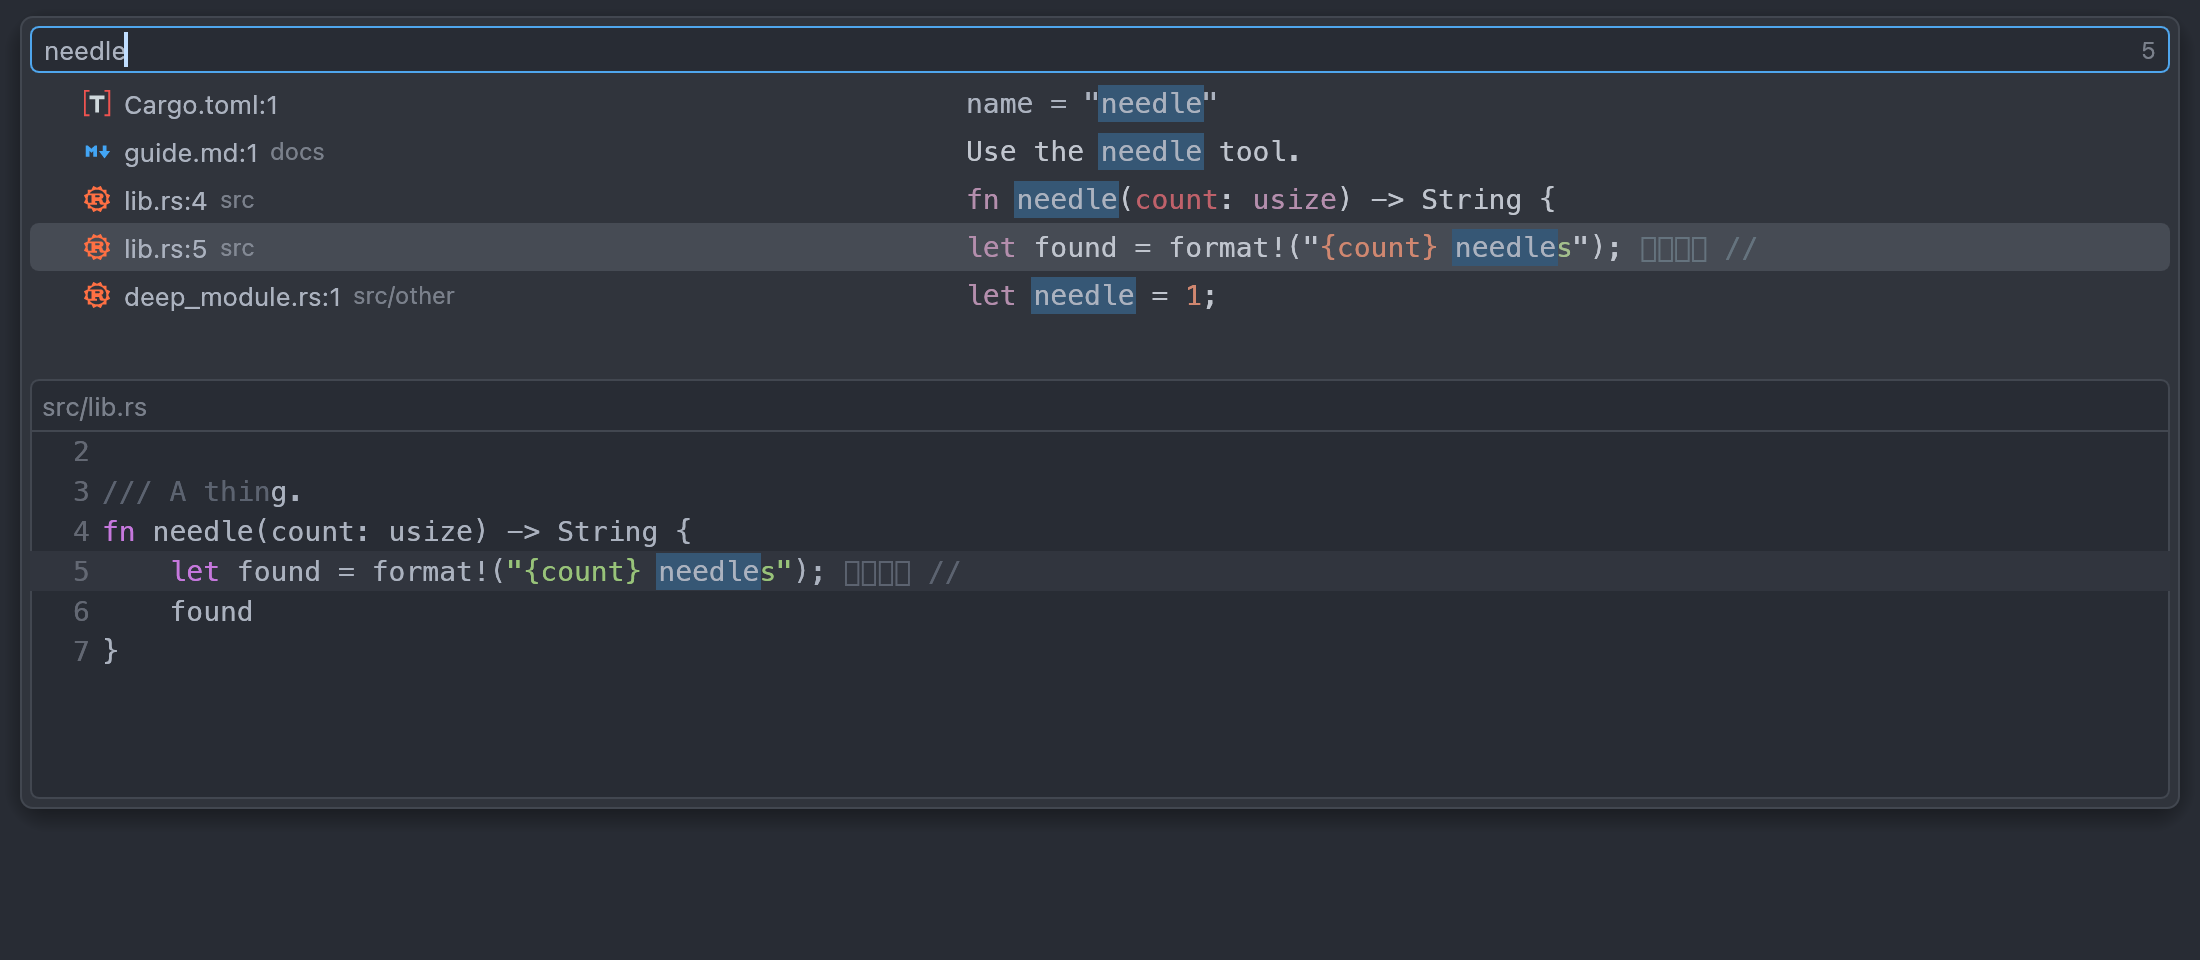 needle 5
Cargo.toml:1 name = "needle"
guide.md:1 docs Use the needle tool.
lib.rs:4 src fn needle(count: usize) -> String {
lib.rs:5 src let found = format!("{count} needles"); //
deep_module.rs:1 src/other let needle = 1;
src/lib.rs
2
3 /// A thing.
4 fn needle(count: usize) -> String {
5     let found = format!("{count} needles"); //
6     found
7 }